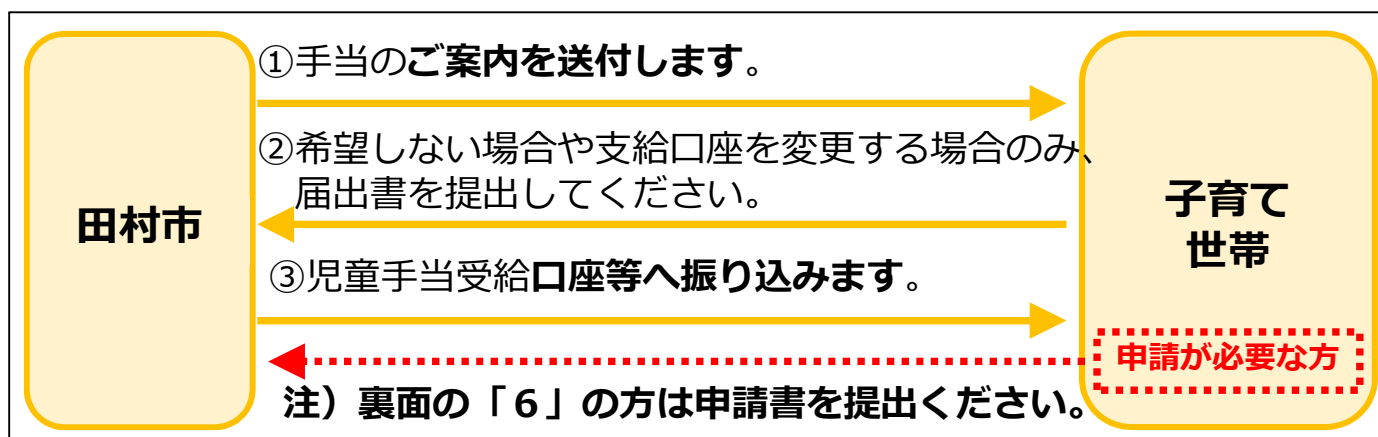 ①手当のご案内を送付します。
②希望しない場合や支給口座を変更する場合のみ、
届出書を提出してください。
田村市
子育て
世帯
③児童手当受給口座等へ振り込みます。
申請が必要な方
注）裏面の「６」の方は申請書を提出ください。